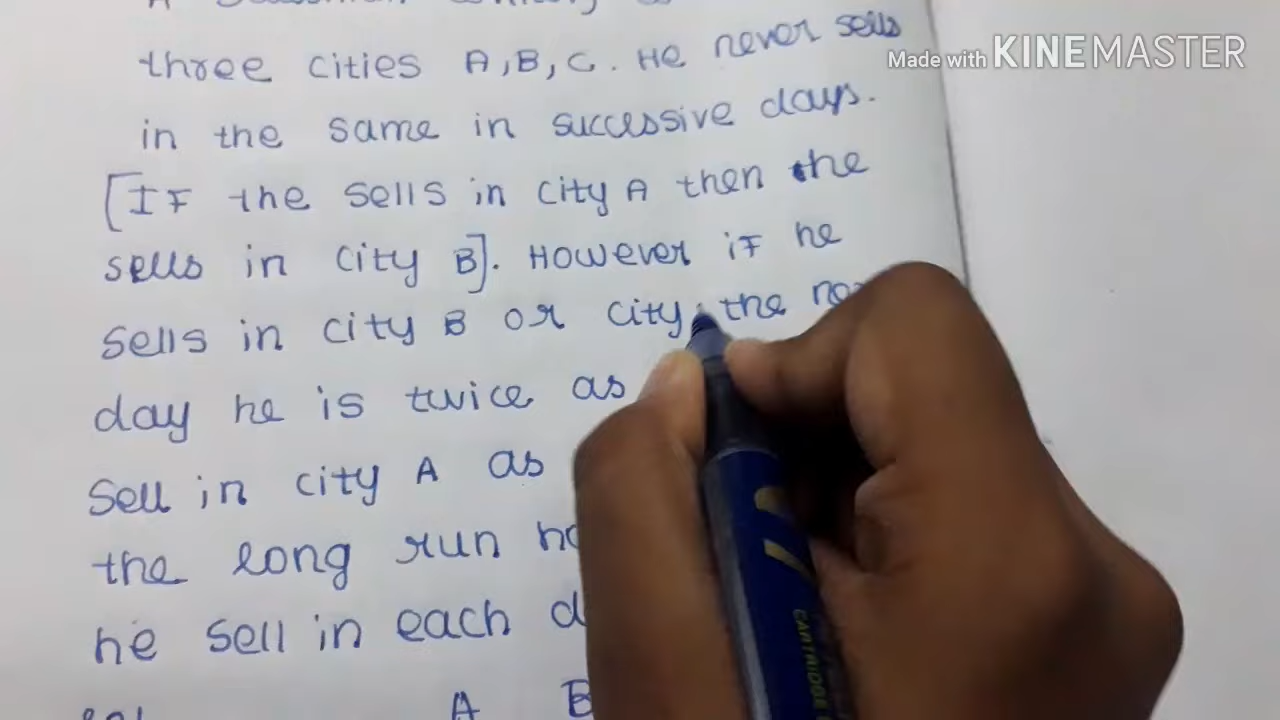 three cities A, B, C. He never sells
in the same in successive days.
[IF the sells in city A then the
sells in city B]. However if he
sells in city B or city the
day he is twice as
sell in city A as
the long run
he sell in each
A B
Made with KINEMASTER
CARTRIDGE